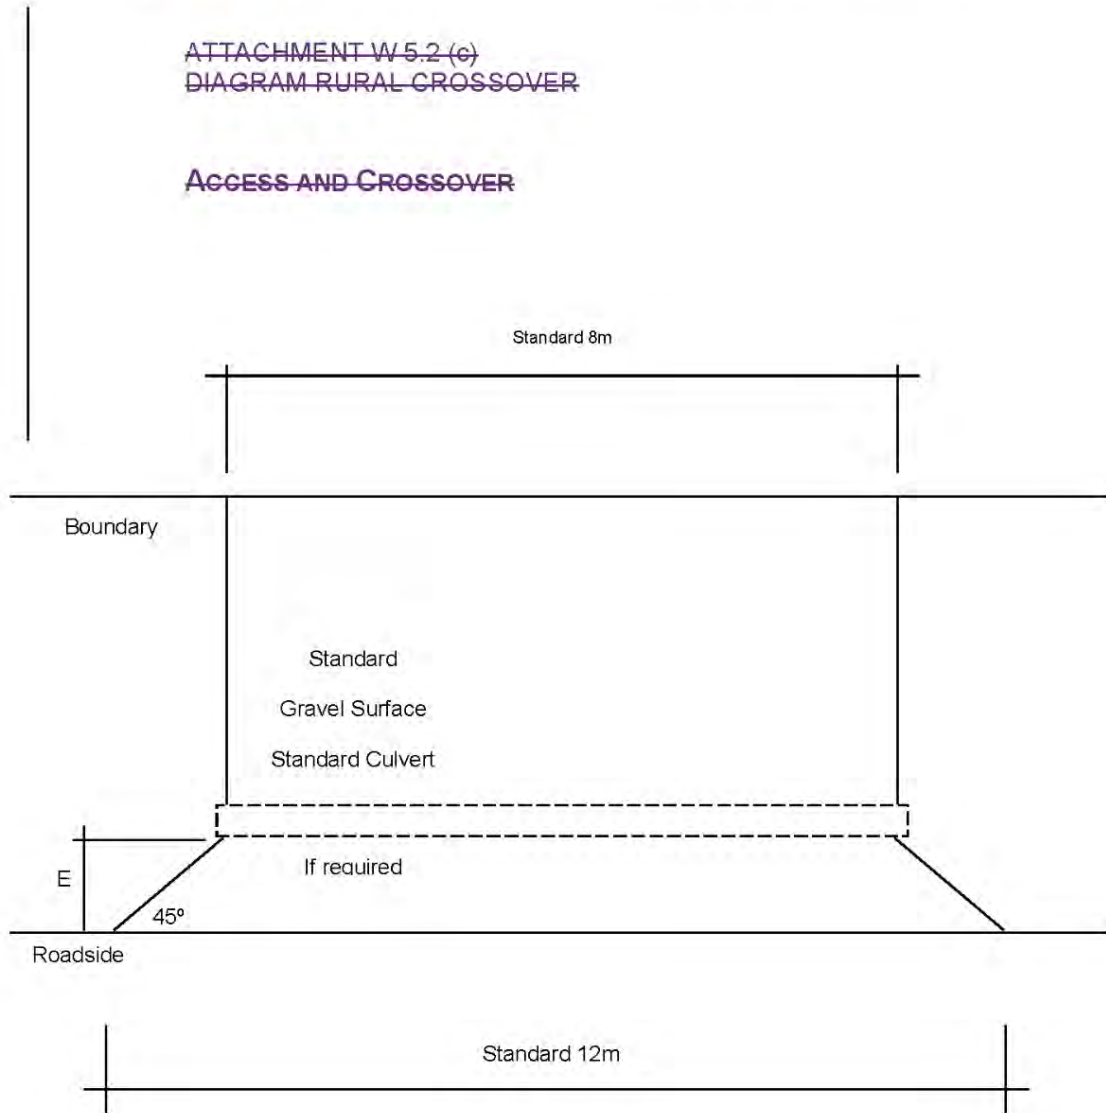 ATTACHMENT W 5.2 (c)
DIAGRAM RURAL CROSSOVER
ACCESS AND CROSSOVER
Standard 8m
Boundary
Standard
Gravel Surface
Standard Culvert
If required
E
45º
Roadside
Standard 12m